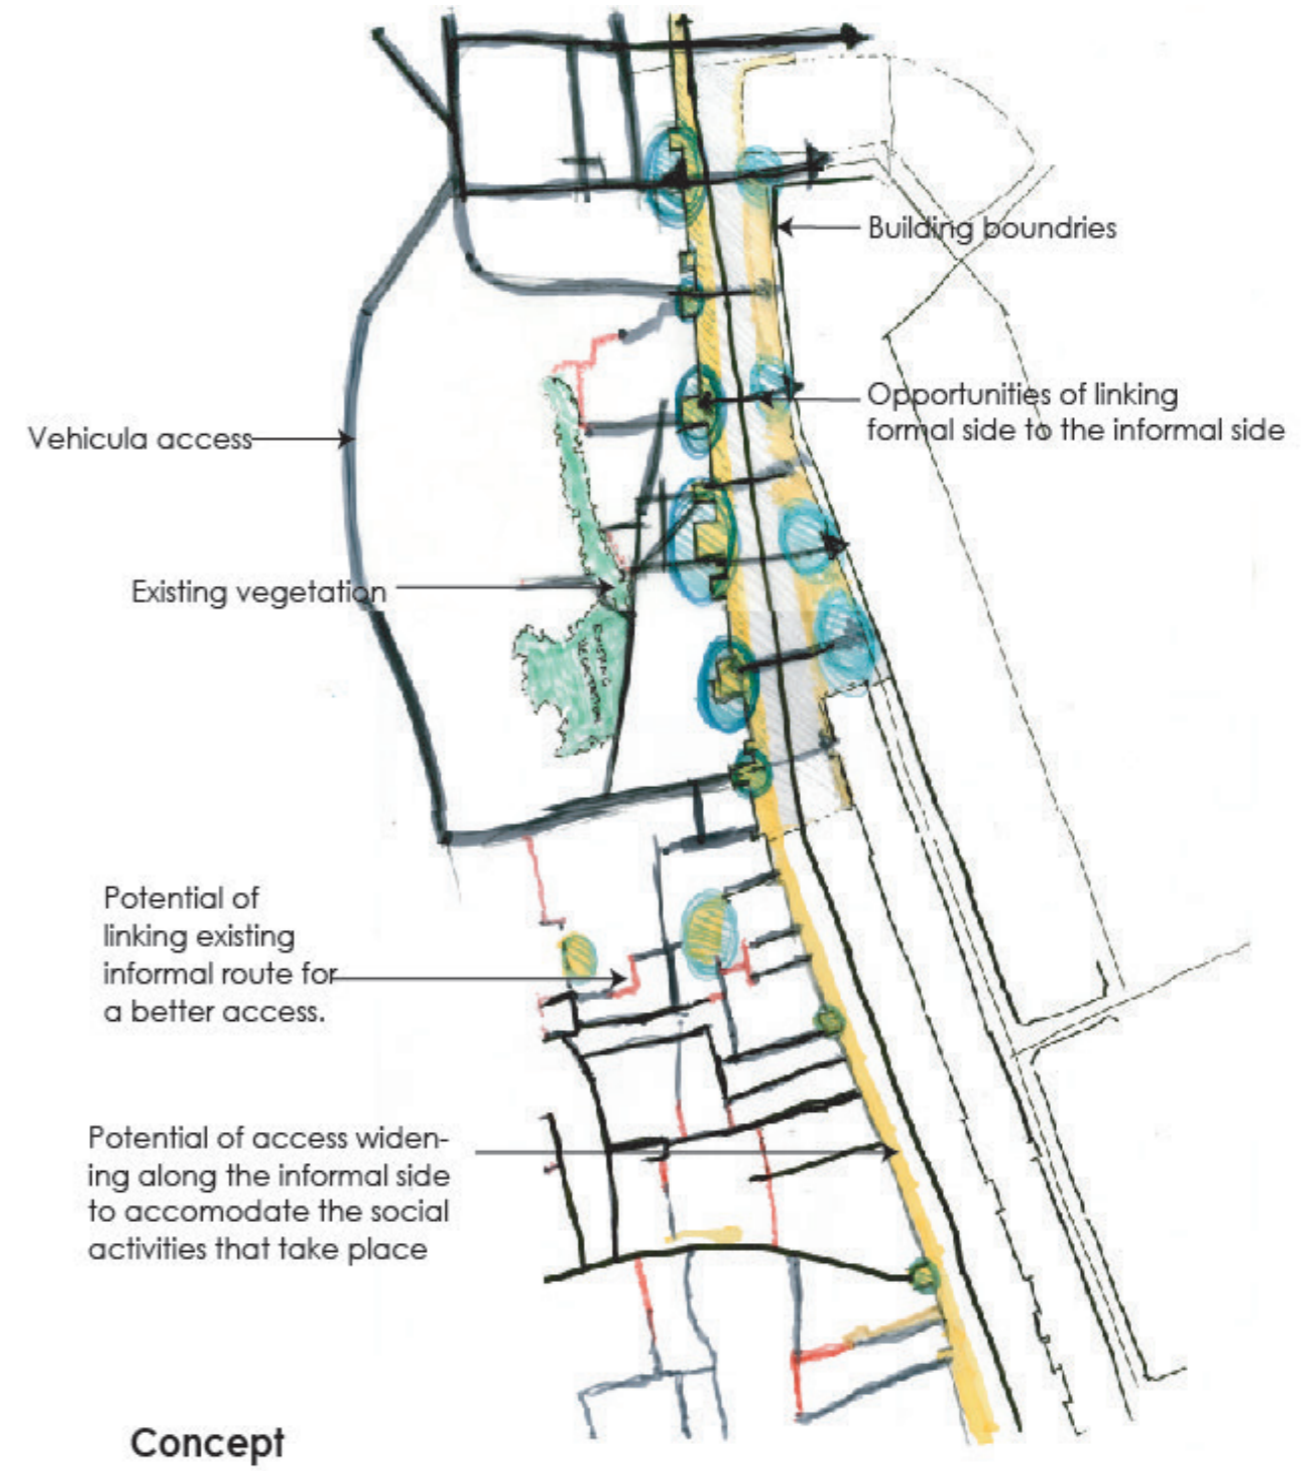 Building boundries
Opportunities of linking
formal side to the informal side
Vehicula access
Existing vegetation
EXISTING
VEGETATION
Potential of
linking existing
informal route for
a better access.
Potential of access widen-
ing along the informal side
to accomodate the social
activities that take place
Concept